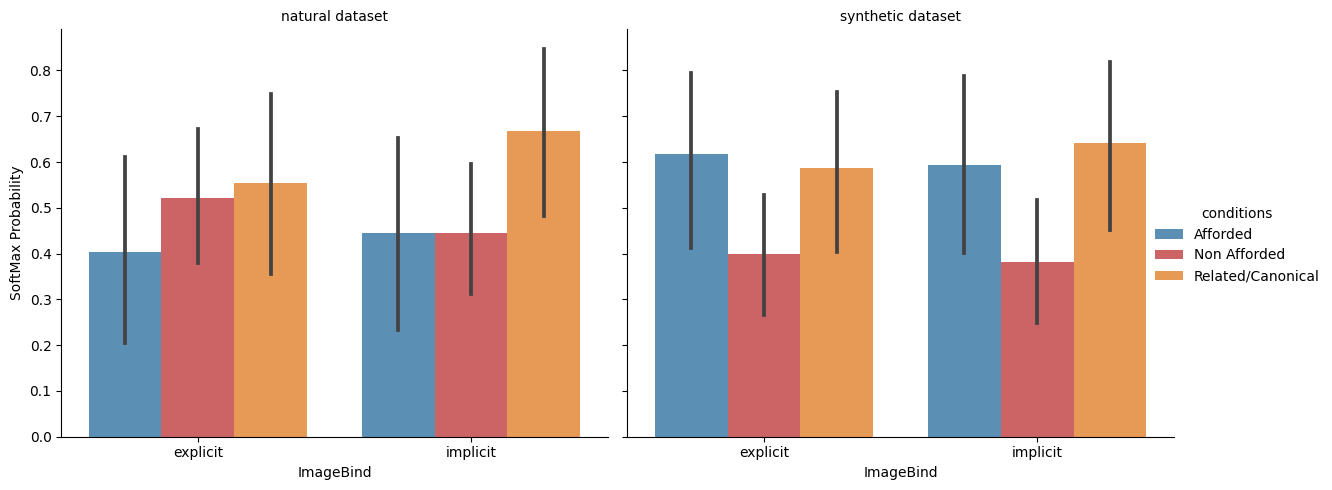 natural dataset
synthetic dataset
SoftMax Probability
0.8
0.7
0.6
0.5
0.4
0.3
0.2
0.1
0.0
explicit
implicit
explicit
implicit
ImageBind
ImageBind
conditions
Afforded
Non Afforded
Related/Canonical